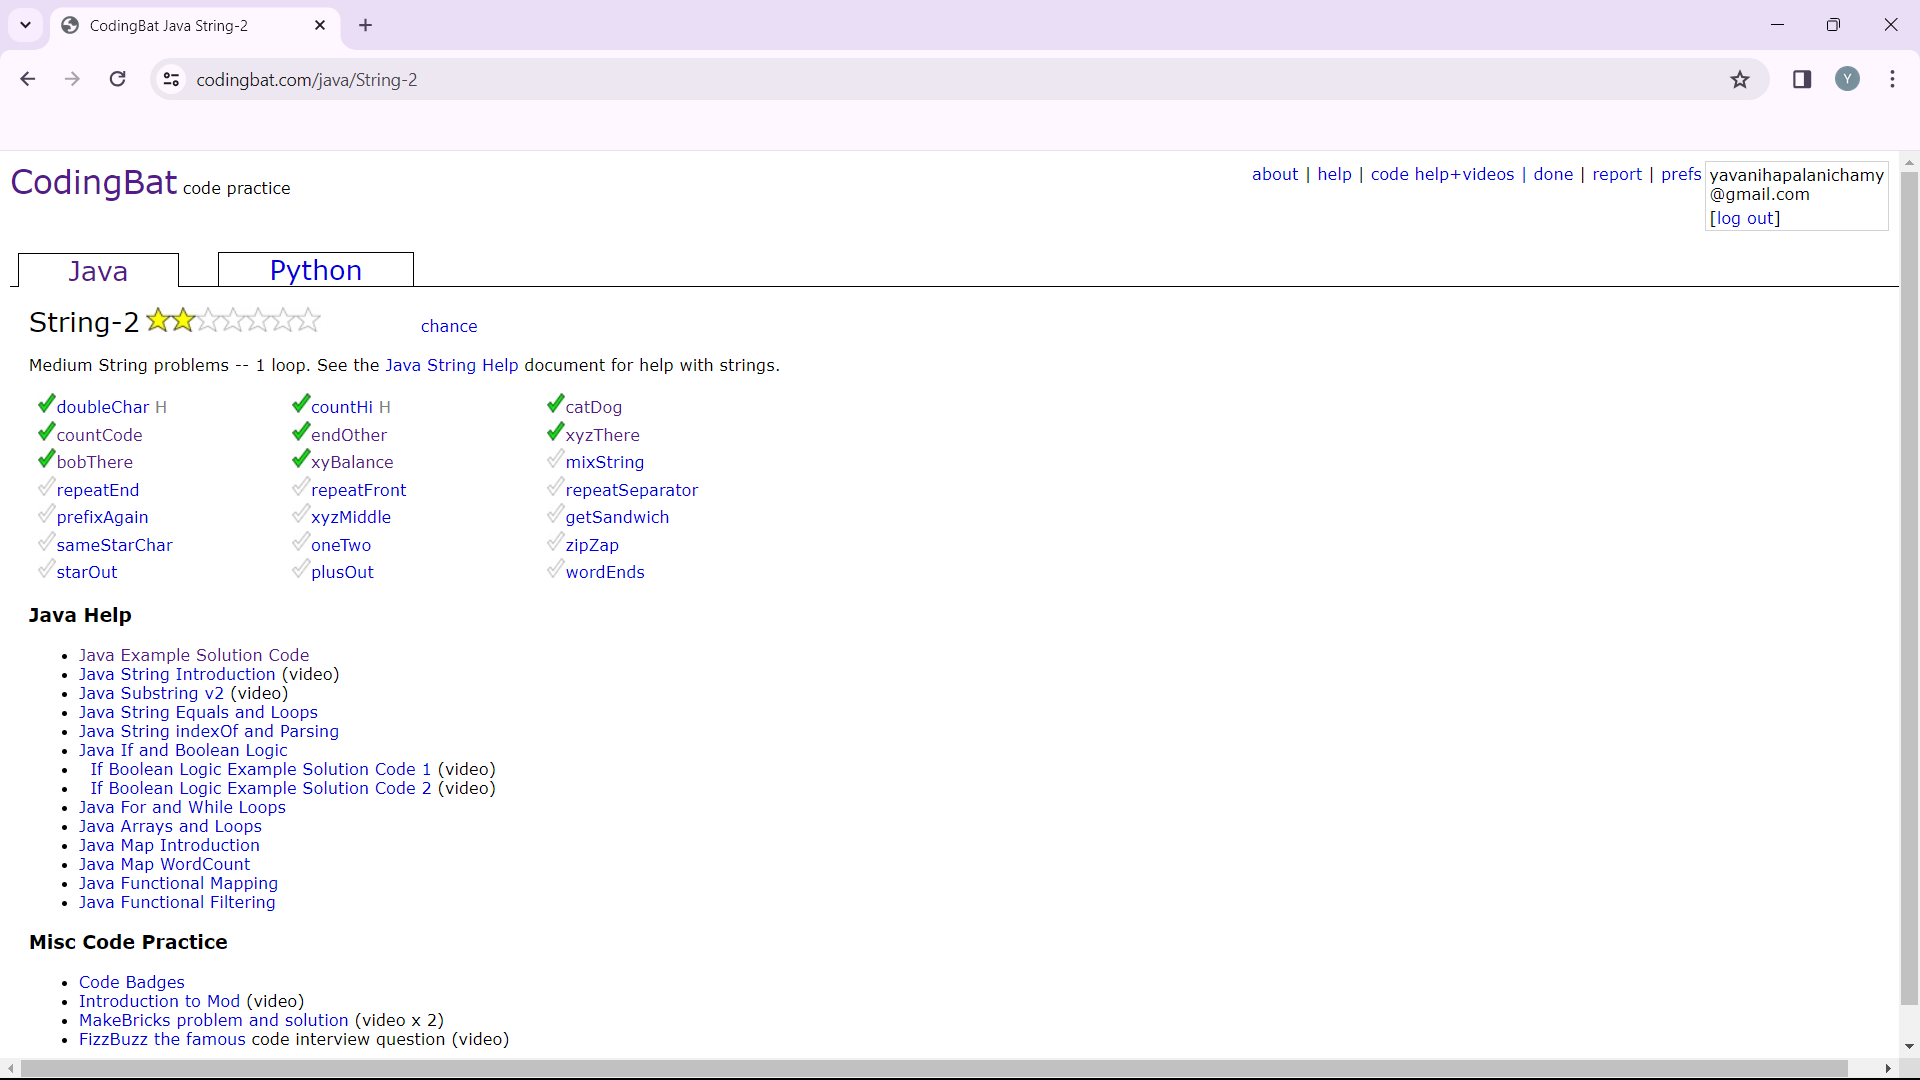 CodingBat Java String-2
codingbat.com/java/String-2
Y
CodingBat code practice
about | help | code help+videos | done | report | prefs
yavanihapalanichamy
@gmail.com
[log out]
Java
Python
String-2
chance
Medium String problems -- 1 loop. See the Java String Help document for help with strings.
doubleChar H countHi H catDog
countCode endOther xyzThere
bobThere xyBalance mixString
repeatEnd repeatFront repeatSeparator
prefixAgain xyzMiddle getSandwich
sameStarChar oneTwo zipZap
starOut plusOut wordEnds
Java Help
Java Example Solution Code
Java String Introduction (video)
Java Substring v2 (video)
Java String Equals and Loops
Java String indexOf and Parsing
Java If and Boolean Logic
If Boolean Logic Example Solution Code 1 (video)
If Boolean Logic Example Solution Code 2 (video)
Java For and While Loops
Java Arrays and Loops
Java Map Introduction
Java Map WordCount
Java Functional Mapping
Java Functional Filtering
Misc Code Practice
Code Badges
Introduction to Mod (video)
MakeBricks problem and solution (video x 2)
FizzBuzz the famous code interview question (video)